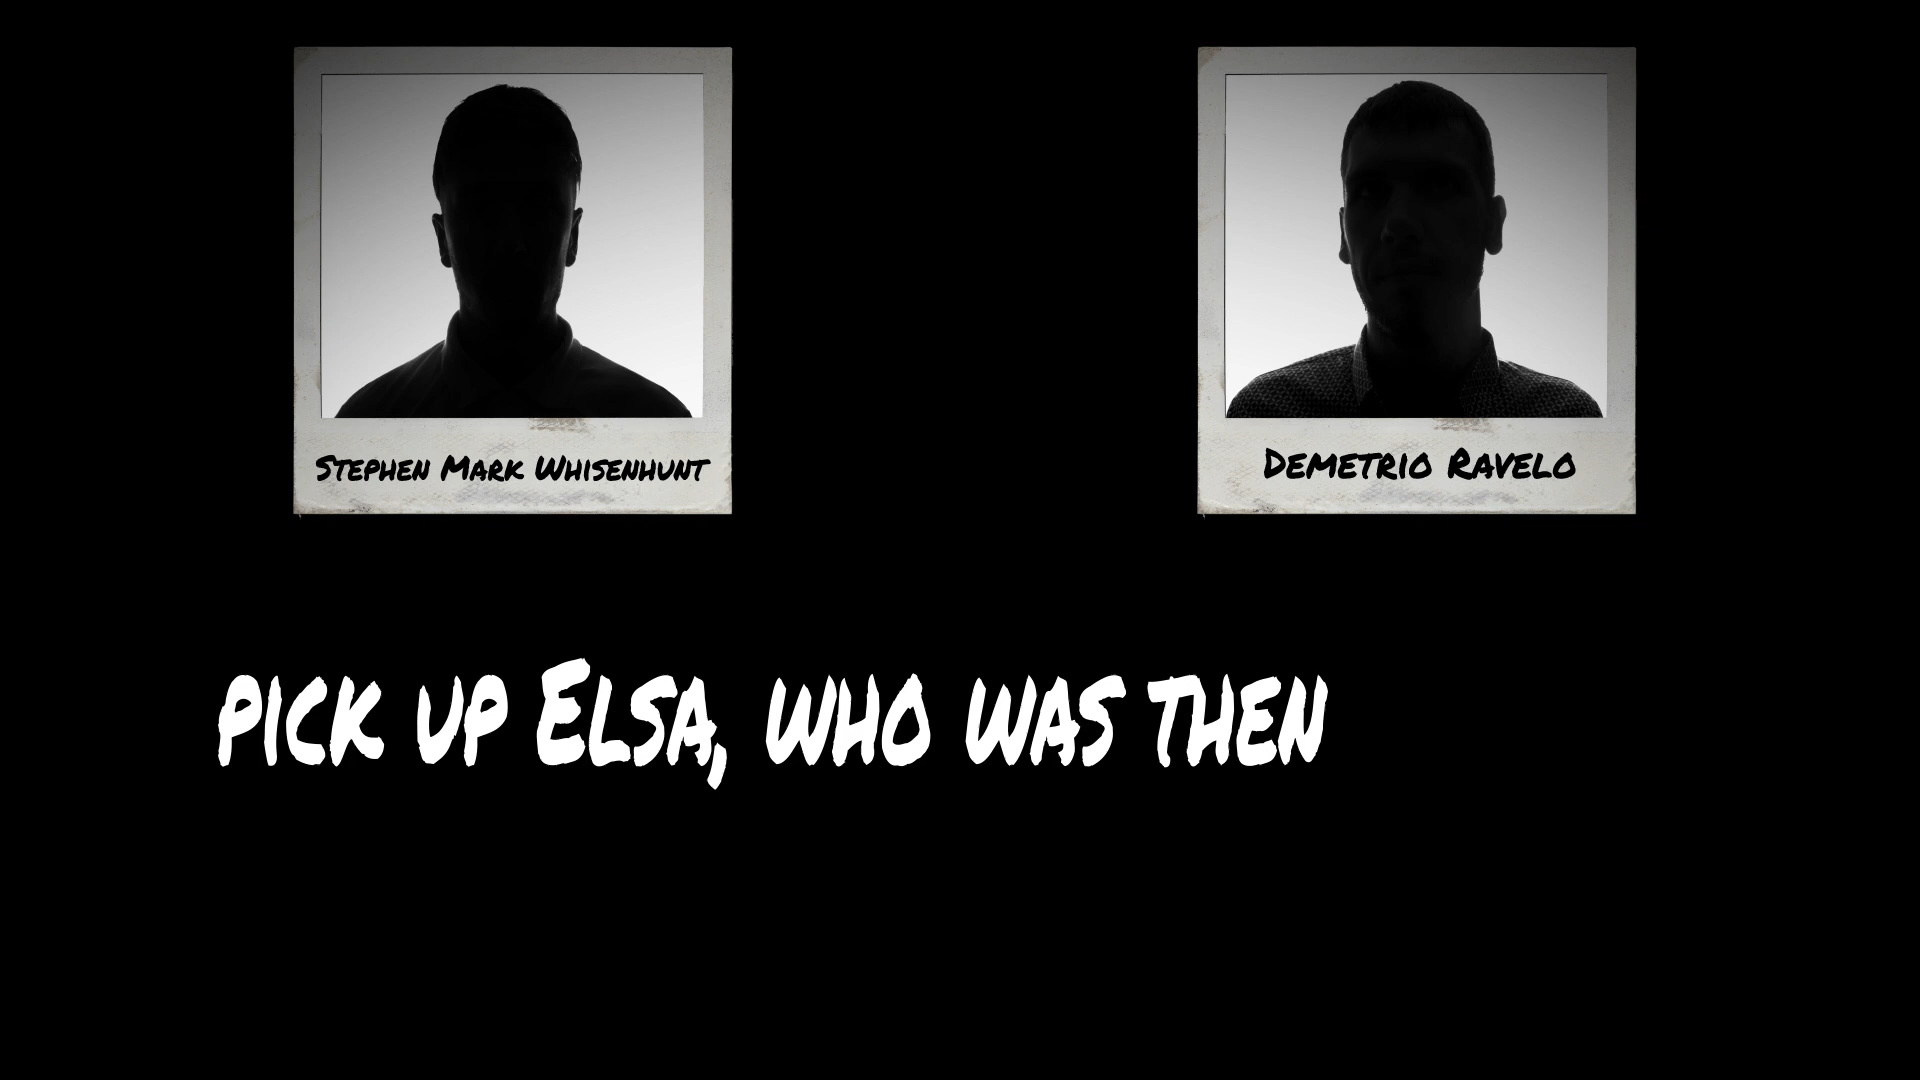 Stephen Mark Whisenhunt
Demetrio Ravelo
pick up Elsa, who was then